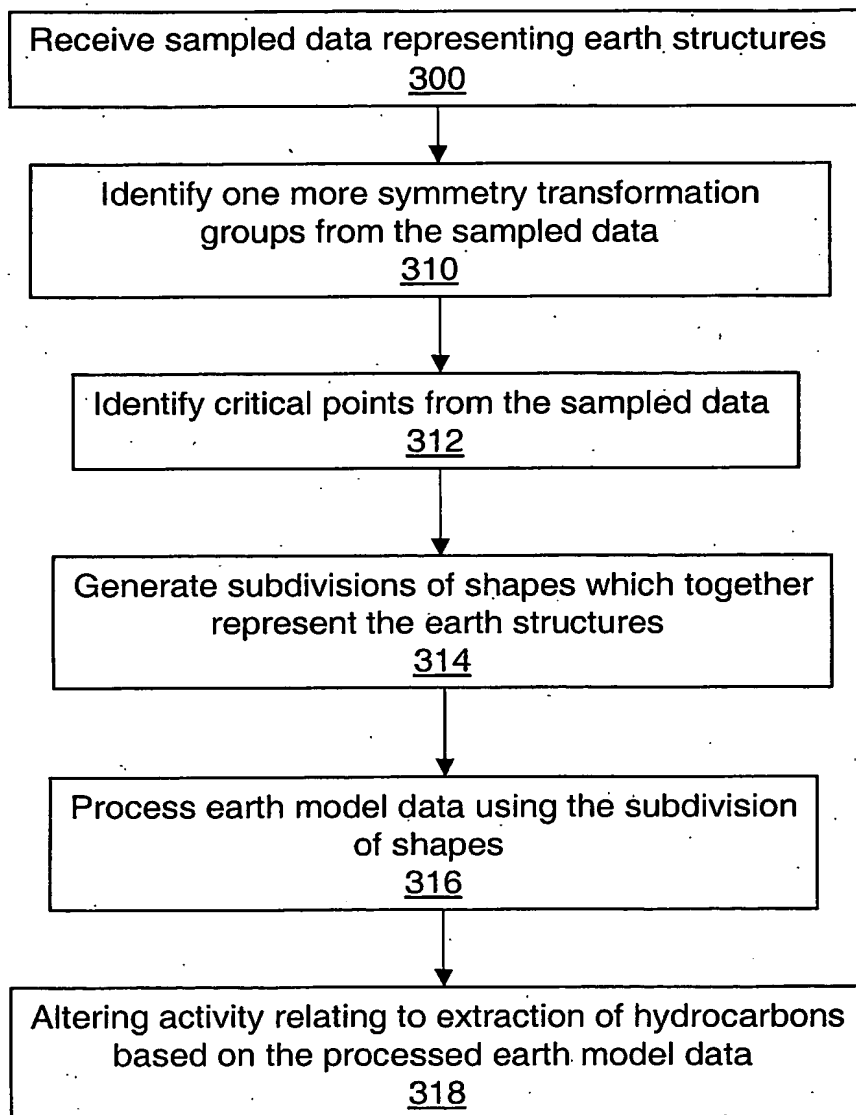 Receive sampled data representing earth structures
300
Identify one more symmetry transformation
groups from the sampled data
310
Identify critical points from the sampled data
312
Generate subdivisions of shapes which together
represent the earth structures
314
Process earth model data using the subdivision
of shapes
316
Altering activity relating to extraction of hydrocarbons
based on the processed earth model data
318